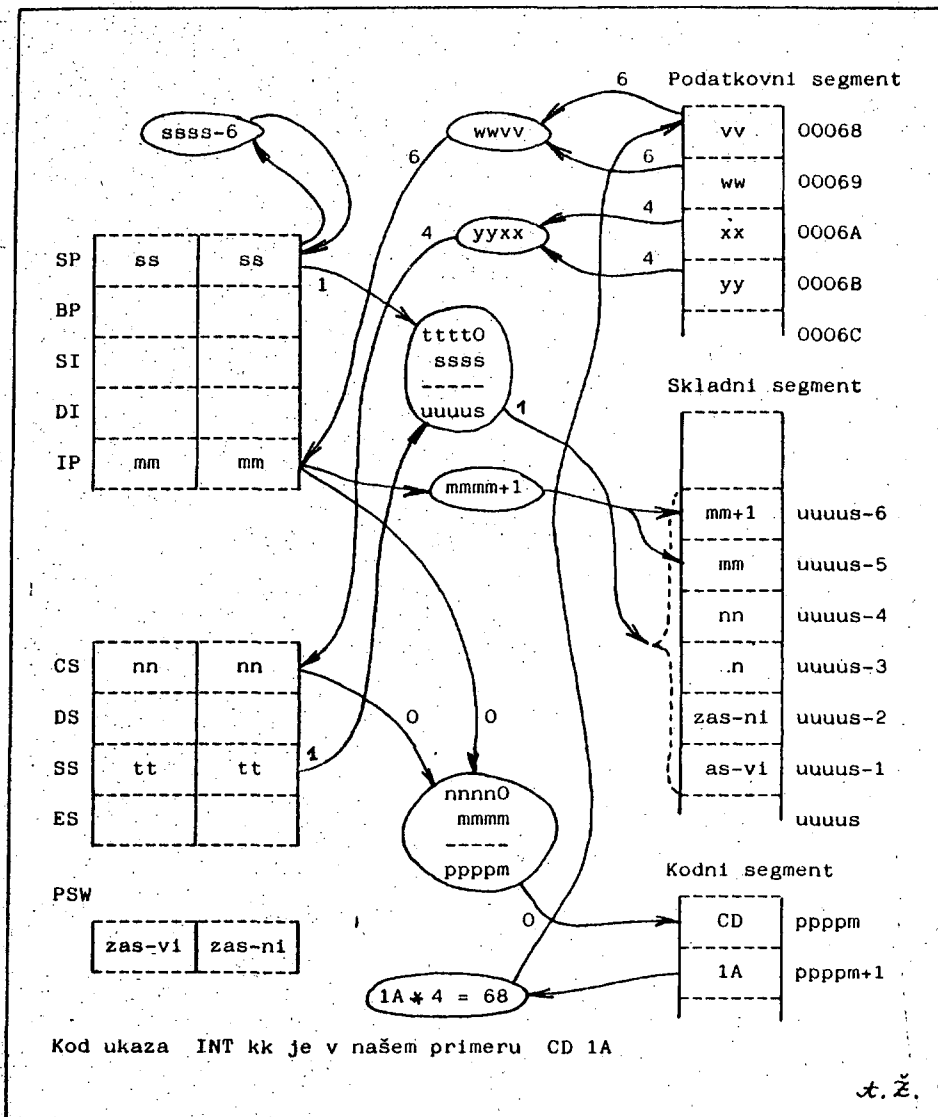 6 Podatkovni segment
ssss-6 wwvv vv 00068
6 6
ww 00069
4
4 yyxx xx 0006A
4
SP ss ss yy 0006B
1
BP
tttt0 0006C
SI ssss
-----
Skladni segment
DI uuuus 1
IP mm mm
mmmm+1
mm+1 uuuus-6
mm uuuus-5
nn uuuus-4
CS nn nn .n uuuus-3
DS 0 0 zas-ni uuuus-2
1
SS tt tt as-vi uuuus-1
nnnn0
ES mmmm uuuus
-----
ppppm Kodni segment
PSW
0 CD ppppm
zas-vi zas-ni
1A ppppm+1
1A * 4 = 68
Kod ukaza INT kk je v našem primeru CD 1A
t.ž.